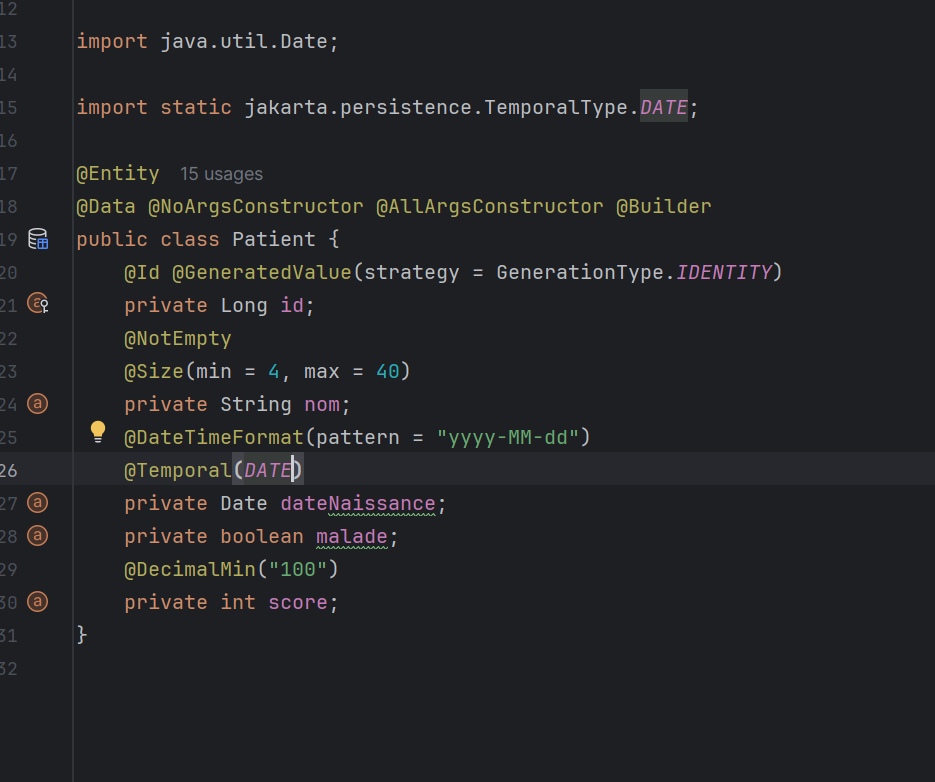 12
13 import java.util.Date;
14
15 import static jakarta.persistence.TemporalType.DATE;
16
17 @Entity 15 usages
18 @Data @NoArgsConstructor @AllArgsConstructor @Builder
19 public class Patient {
20 @Id @GeneratedValue(strategy = GenerationType.IDENTITY)
21 private Long id;
22 @NotEmpty
23 @Size(min = 4, max = 40)
24 private String nom;
25 @DateTimeFormat(pattern = "yyyy-MM-dd")
26 @Temporal(DATE)
27 private Date dateNaissance;
28 private boolean malade;
29 @DecimalMin("100")
30 private int score;
31 }
32